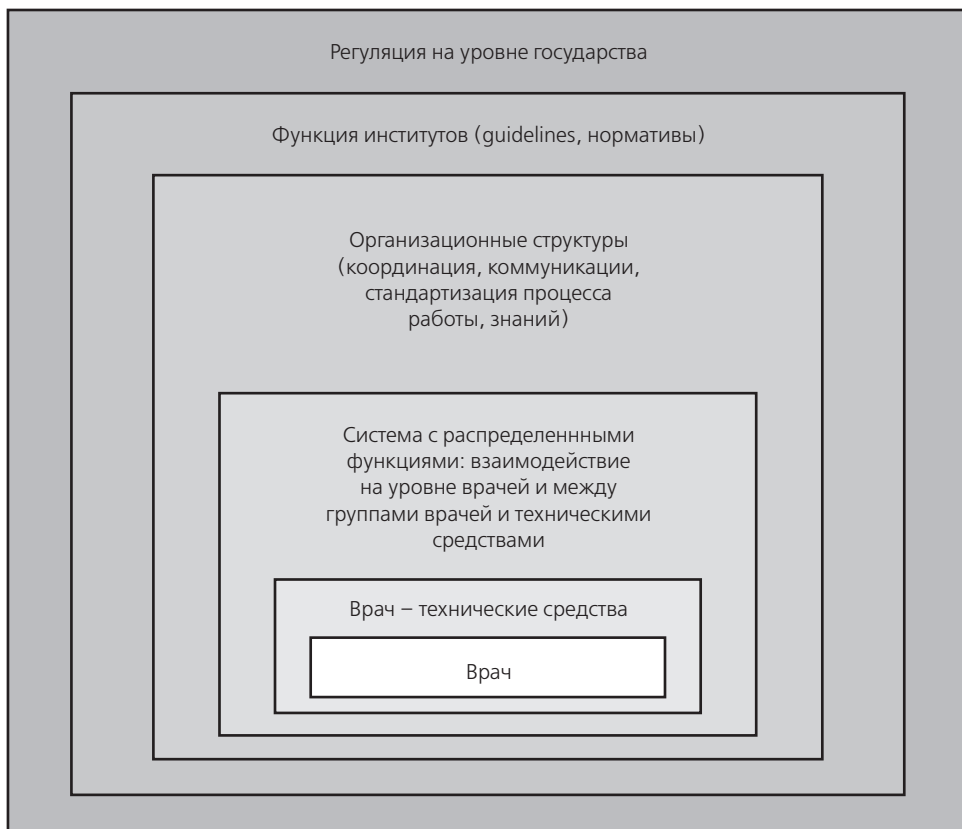 Регуляция на уровне государства
Функция институтов (guidelines, нормативы)
Организационные структуры
(координация, коммуникации,
стандартизация процесса
работы, знаний)
Система с распределеннными
функциями: взаимодействие
на уровне врачей и между
группами врачей и техническими
средствами
Врач – технические средства
Врач